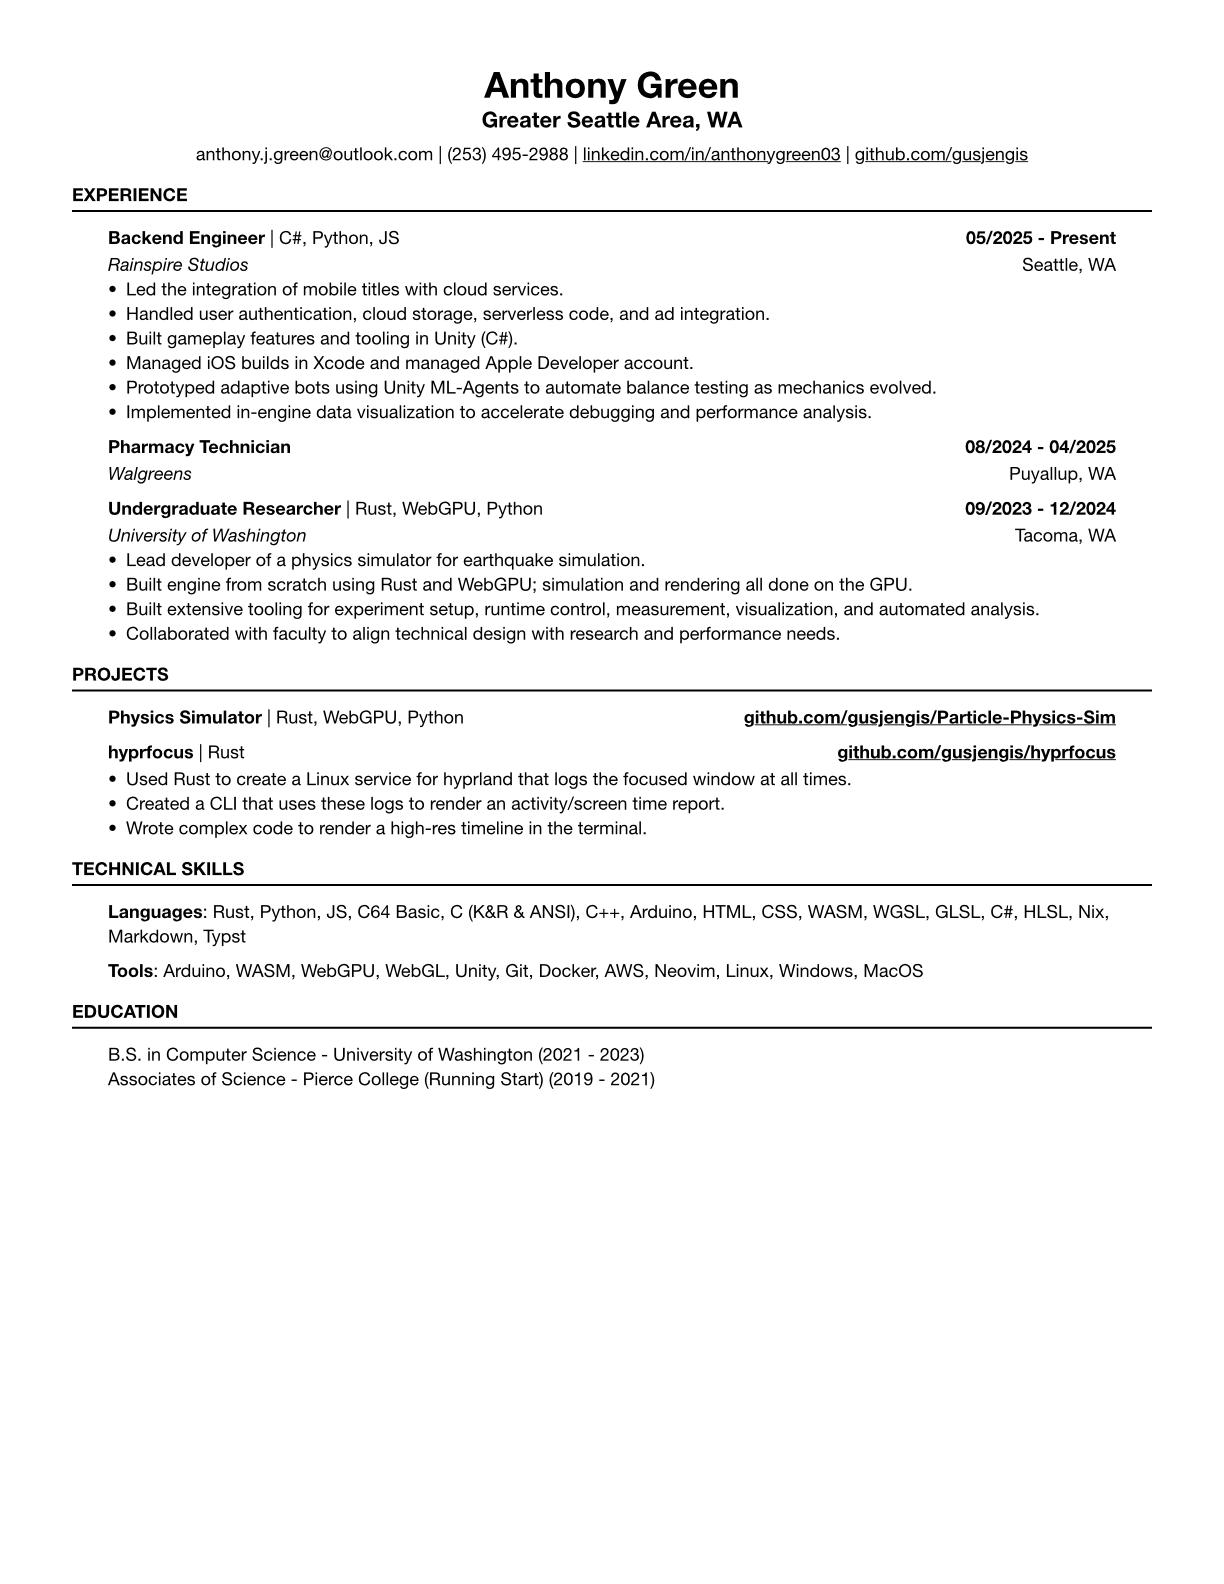 Anthony Green
Greater Seattle Area, WA
anthony.j.green@outlook.com | (253) 495-2988 | linkedin.com/in/anthonygreen03 | github.com/gusjengis
EXPERIENCE
Backend Engineer | C#, Python, JS 05/2025 - Present
Rainspire Studios Seattle, WA
• Led the integration of mobile titles with cloud services.
• Handled user authentication, cloud storage, serverless code, and ad integration.
• Built gameplay features and tooling in Unity (C#).
• Managed iOS builds in Xcode and managed Apple Developer account.
• Prototyped adaptive bots using Unity ML-Agents to automate balance testing as mechanics evolved.
• Implemented in-engine data visualization to accelerate debugging and performance analysis.
Pharmacy Technician 08/2024 - 04/2025
Walgreens Puyallup, WA
Undergraduate Researcher | Rust, WebGPU, Python 09/2023 - 12/2024
University of Washington Tacoma, WA
• Lead developer of a physics simulator for earthquake simulation.
• Built engine from scratch using Rust and WebGPU; simulation and rendering all done on the GPU.
• Built extensive tooling for experiment setup, runtime control, measurement, visualization, and automated analysis.
• Collaborated with faculty to align technical design with research and performance needs.
PROJECTS
Physics Simulator | Rust, WebGPU, Python github.com/gusjengis/Particle-Physics-Sim
hyprfocus | Rust github.com/gusjengis/hyprfocus
• Used Rust to create a Linux service for hyprland that logs the focused window at all times.
• Created a CLI that uses these logs to render an activity/screen time report.
• Wrote complex code to render a high-res timeline in the terminal.
TECHNICAL SKILLS
Languages: Rust, Python, JS, C64 Basic, C (K&R & ANSI), C++, Arduino, HTML, CSS, WASM, WGSL, GLSL, C#, HLSL, Nix,
Markdown, Typst
Tools: Arduino, WASM, WebGPU, WebGL, Unity, Git, Docker, AWS, Neovim, Linux, Windows, MacOS
EDUCATION
B.S. in Computer Science - University of Washington (2021 - 2023)
Associates of Science - Pierce College (Running Start) (2019 - 2021)